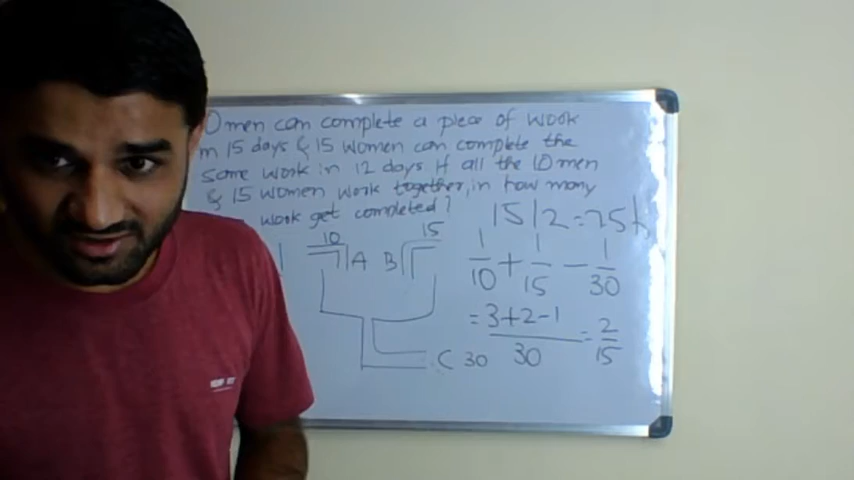 0 men can complete a piece of work
in 15 days & 15 women can complete the
same work in 12 days If all the 10 men
& 15 women work together, in how many
work get completed?
15/2 = 7.5 h
10 A B 15
1/10 + 1/15 - 1/30
= 3+2-1 / 30 = 2/15
C 30